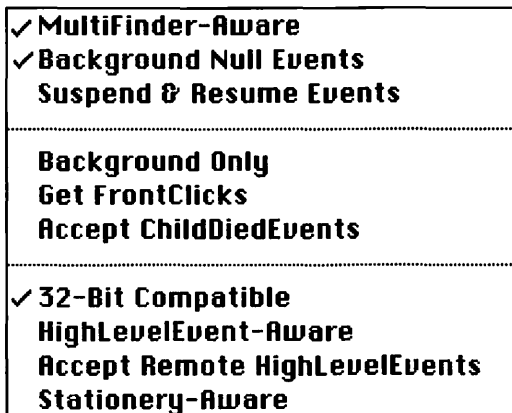 ✓ MultiFinder-Aware
✓ Background Null Events
Suspend & Resume Events
Background Only
Get FrontClicks
Accept ChildDiedEvents
✓ 32-Bit Compatible
HighLevelEvent-Aware
Accept Remote HighLevelEvents
Stationery-Aware